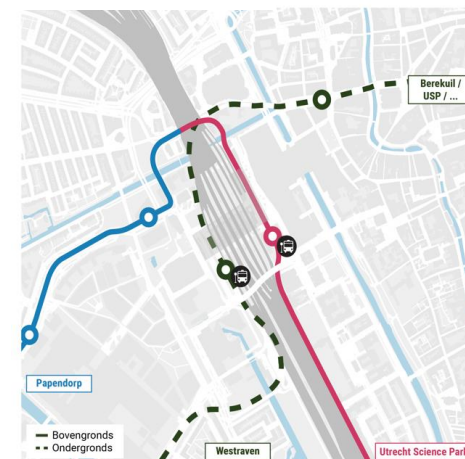 Berekuil /
USP / ...
Papendorp
Bovengronds
Ondergronds
Westraven
Utrecht Science Park